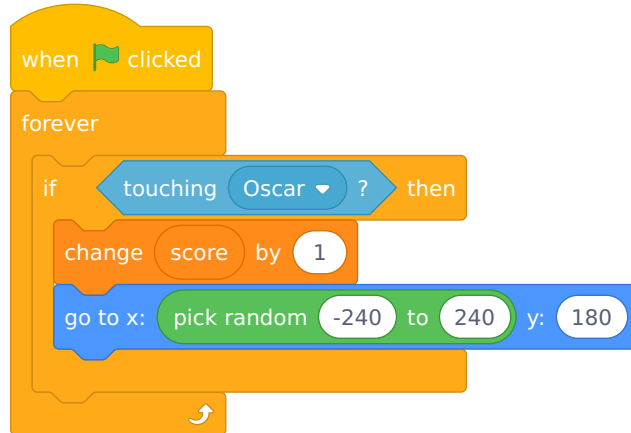 when clicked
forever
if touching Oscar ? then
change score by 1
go to x: pick random -240 to 240 y: 180